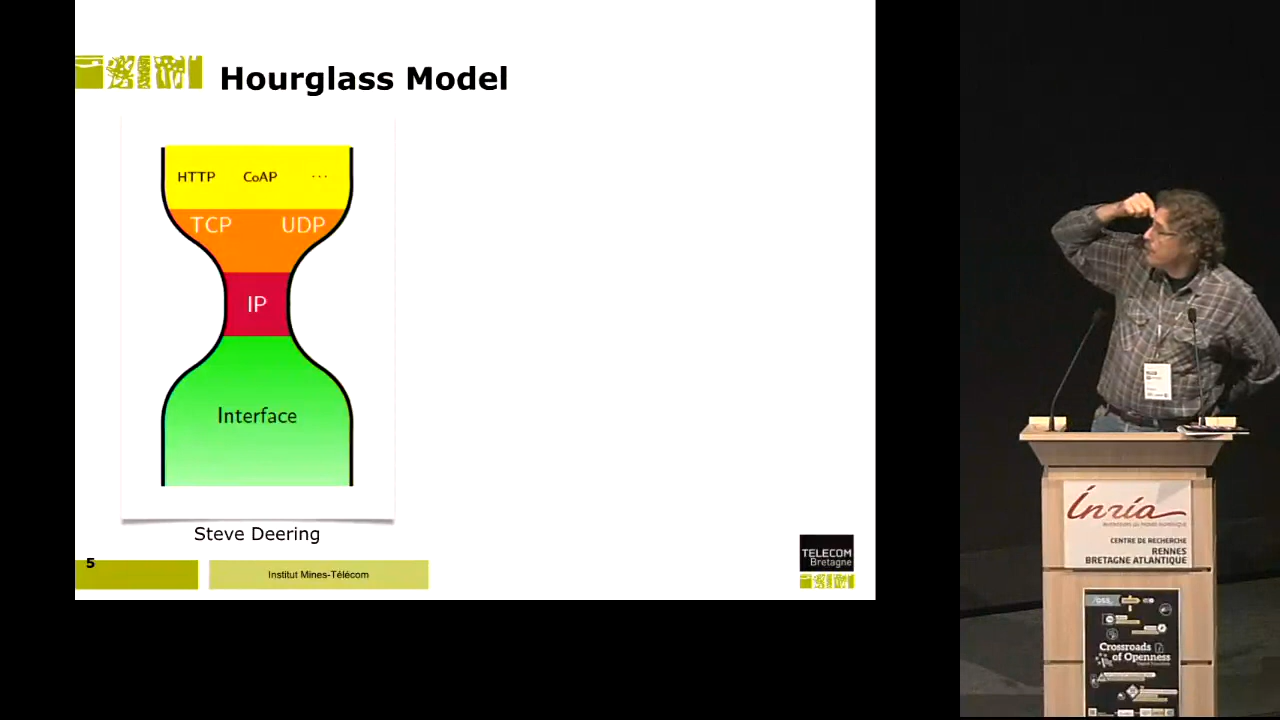 Hourglass Model
HTTP CoAP ...
TCP UDP
IP
Interface
Steve Deering
5
Institut Mines-Télécom
TELECOM
Bretagne
Inria
CENTRE DE RECHERCHE
RENNES
BRETAGNE ATLANTIQUE
Crossroads
of Openness